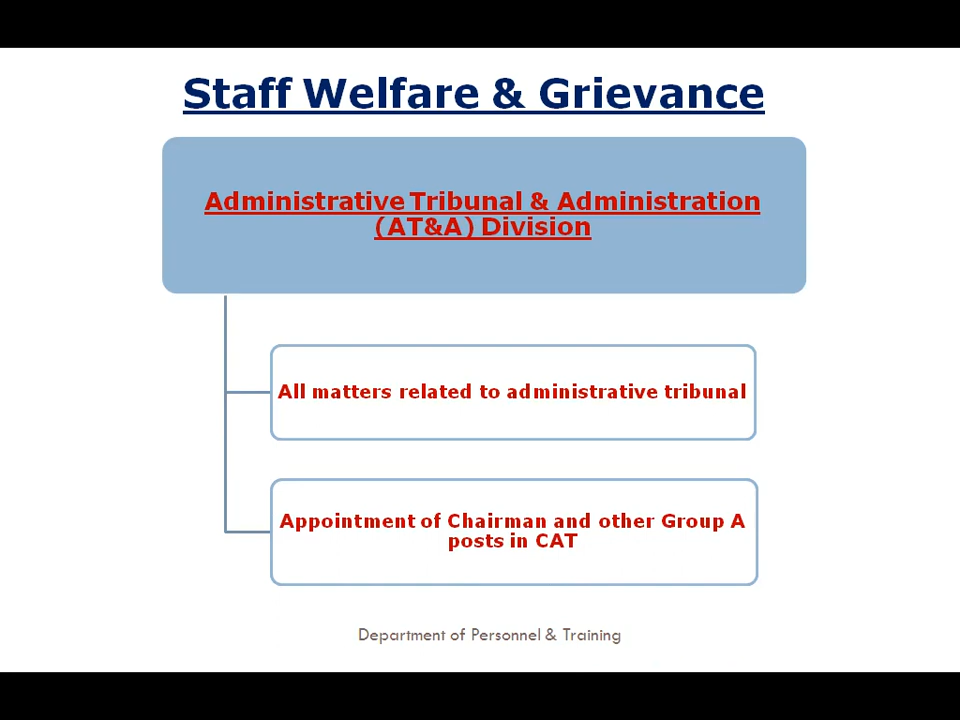 Staff Welfare & Grievance
Administrative Tribunal & Administration
(AT&A) Division
All matters related to administrative tribunal
Appointment of Chairman and other Group A
posts in CAT
Department of Personnel & Training